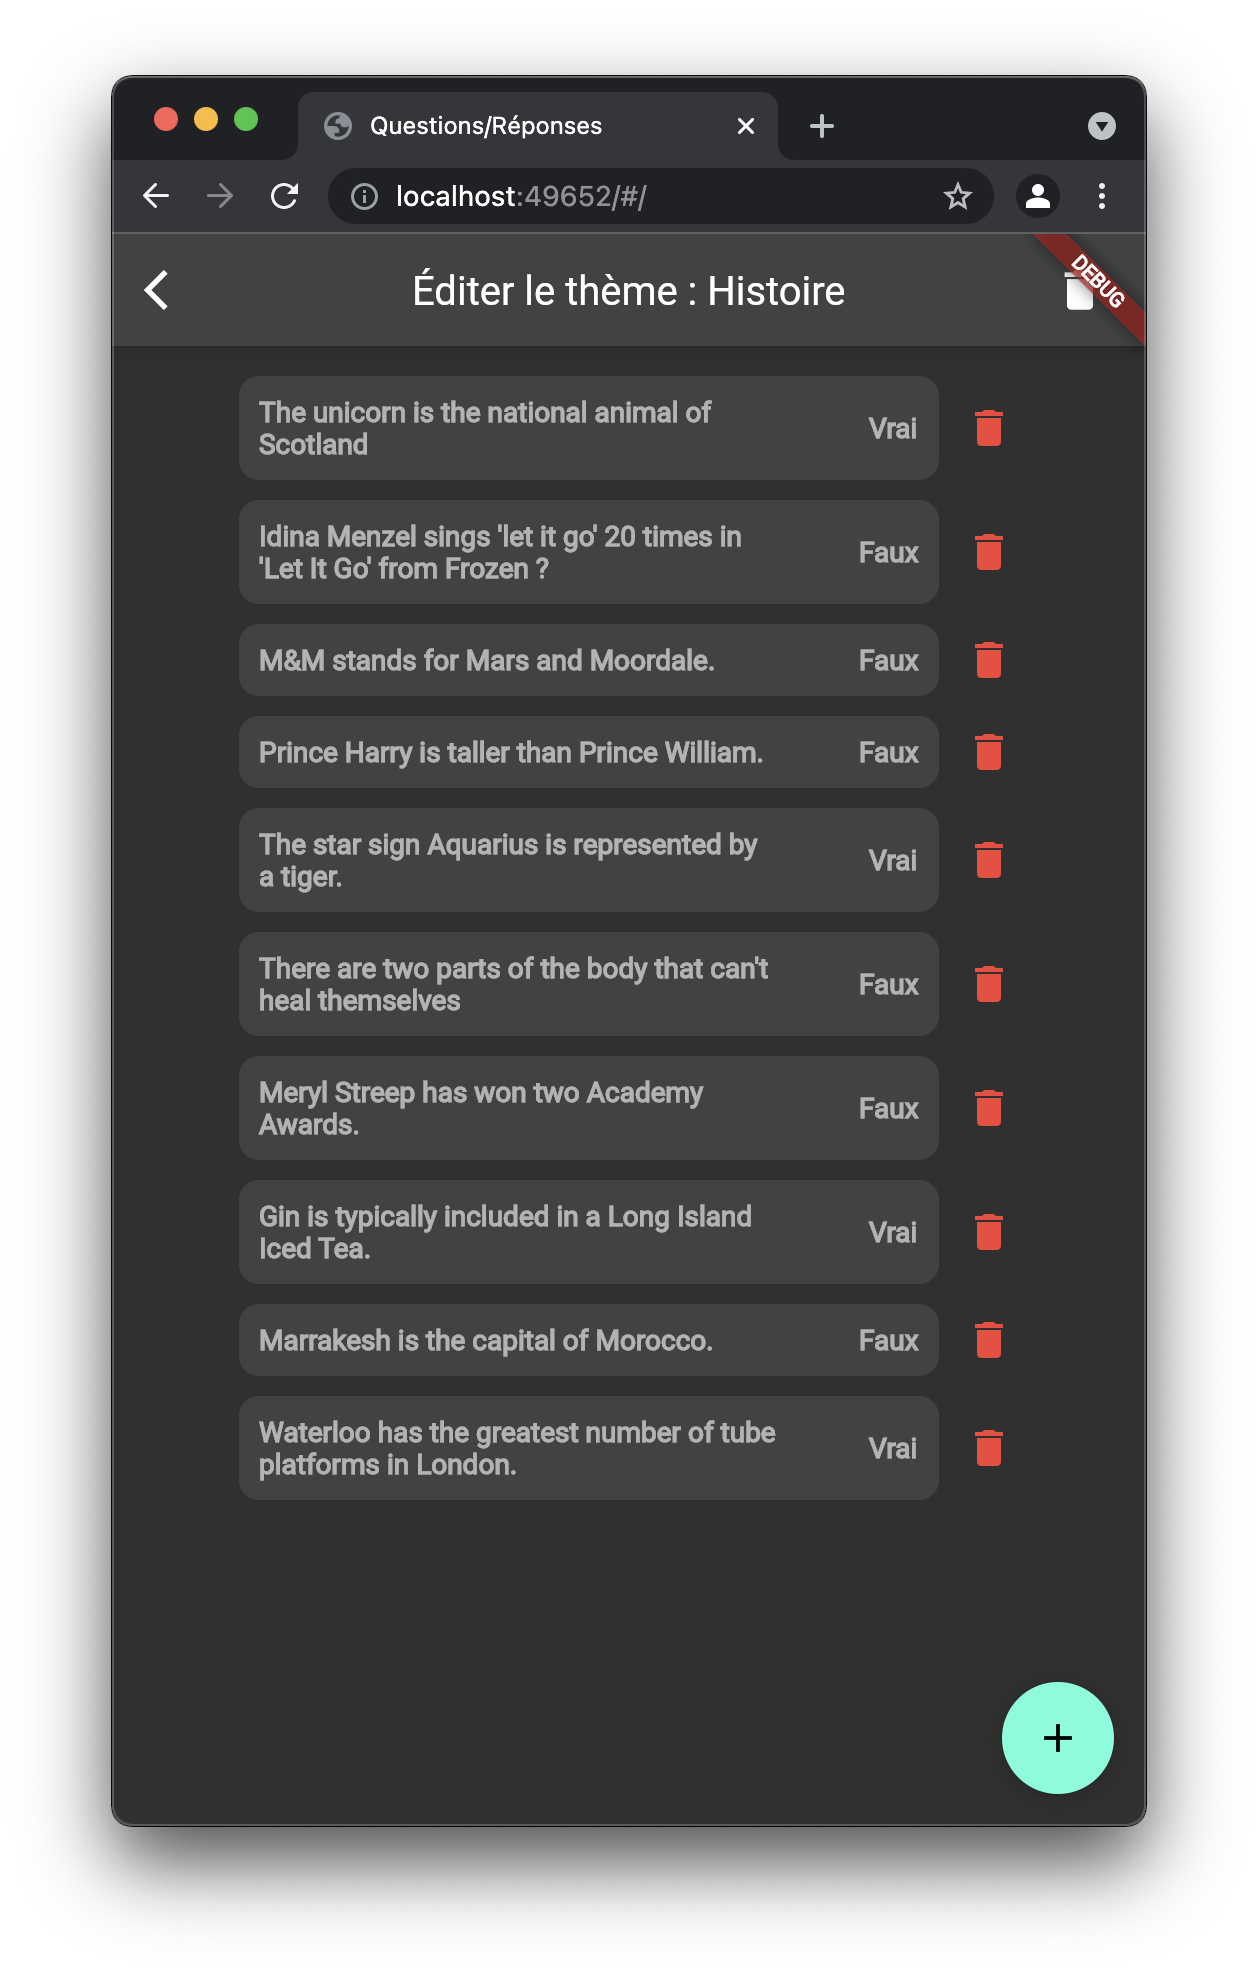 Questions/Réponses
localhost:49652/#/
Éditer le thème : Histoire
DEBUG
The unicorn is the national animal of
Scotland
Vrai
Idina Menzel sings 'let it go' 20 times in
'Let It Go' from Frozen ?
Faux
M&M stands for Mars and Moordale.
Faux
Prince Harry is taller than Prince William.
Faux
The star sign Aquarius is represented by
a tiger.
Vrai
There are two parts of the body that can't
heal themselves
Faux
Meryl Streep has won two Academy
Awards.
Faux
Gin is typically included in a Long Island
Iced Tea.
Vrai
Marrakesh is the capital of Morocco.
Faux
Waterloo has the greatest number of tube
platforms in London.
Vrai